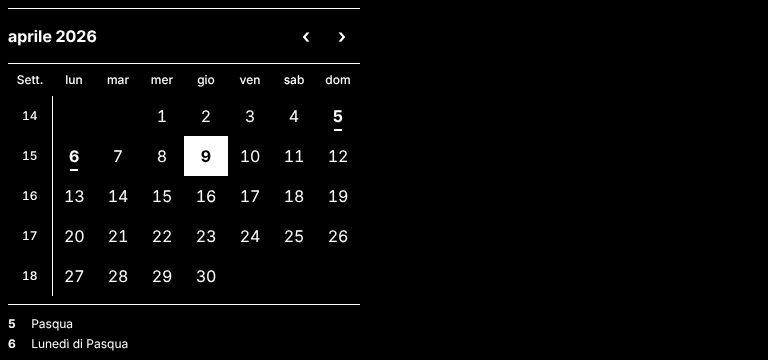 aprile 2026
Sett. lun mar mer gio ven sab dom
14 1 2 3 4 5
15 6 7 8 9 10 11 12
16 13 14 15 16 17 18 19
17 20 21 22 23 24 25 26
18 27 28 29 30
5 Pasqua
6 Lunedì di Pasqua